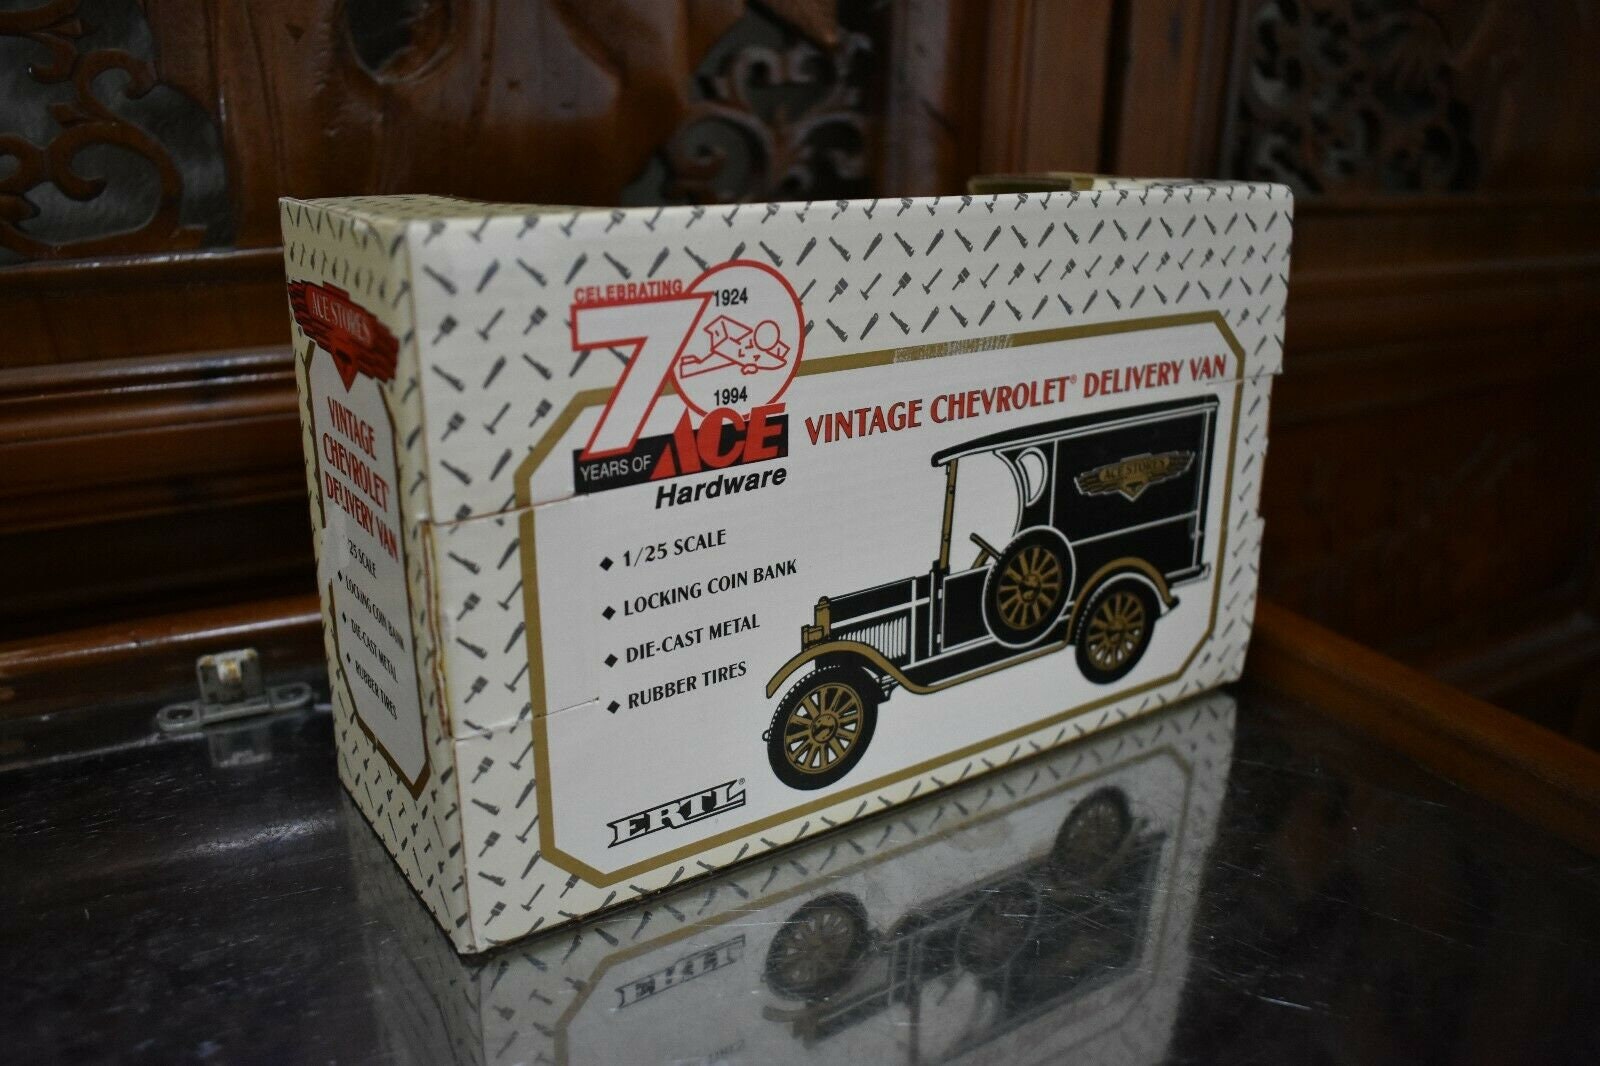 ACE STORES
VINTAGE
CHEVROLET
DELIVERY VAN
25 SCALE
LOCKING COIN BANK
DIE-CAST METAL
RUBBER TIRES
CELEBRATING
70
1924
1994
YEARS OF ACE
Hardware
VINTAGE CHEVROLET® DELIVERY VAN
◆ 1/25 SCALE
◆ LOCKING COIN BANK
◆ DIE-CAST METAL
◆ RUBBER TIRES
ACE STORES
ERTL®